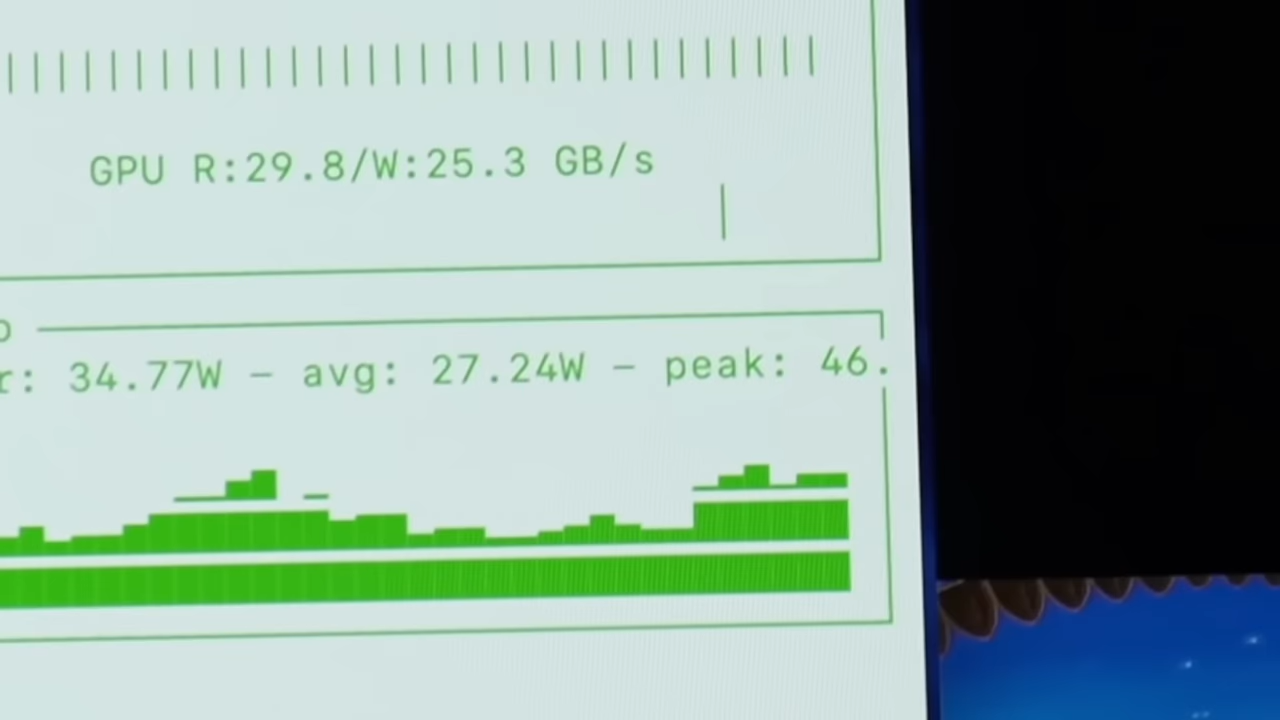 GPU R:29.8/W:25.3 GB/s
r: 34.77W – avg: 27.24W – peak: 46.